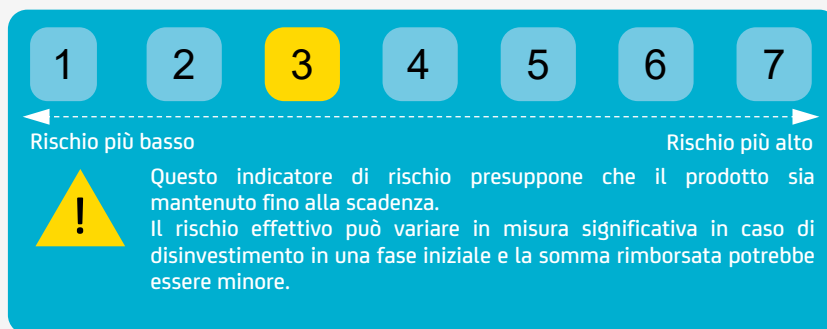 1 2 3 4 5 6 7
Rischio più basso Rischio più alto
! Questo indicatore di rischio presuppone che il prodotto sia
mantenuto fino alla scadenza.
Il rischio effettivo può variare in misura significativa in caso di
disinvestimento in una fase iniziale e la somma rimborsata potrebbe
essere minore.